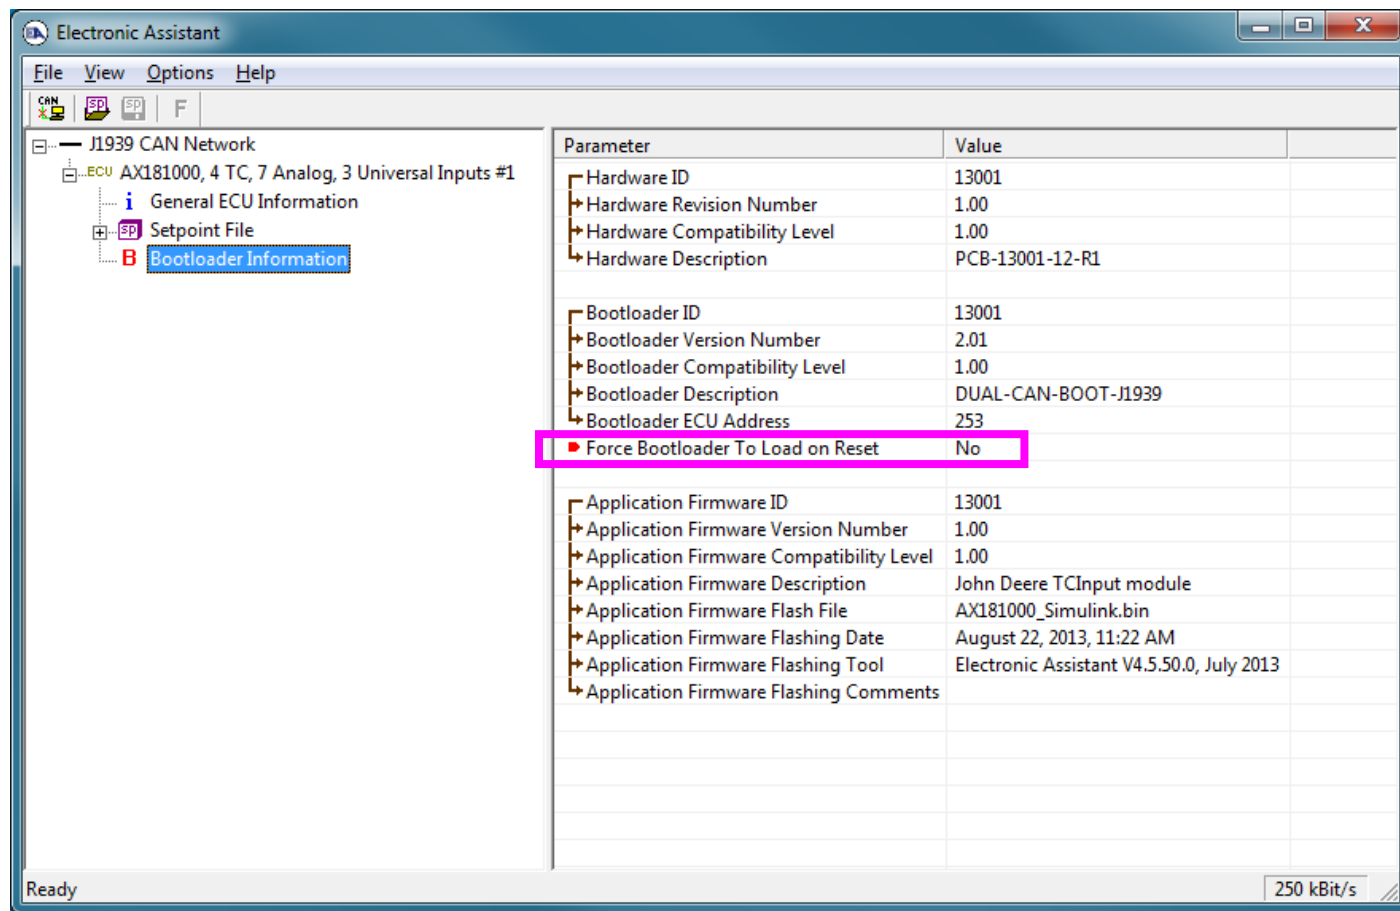 Electronic Assistant
File View Options Help
CAN SP SP F
J1939 CAN Network
ECU AX181000, 4 TC, 7 Analog, 3 Universal Inputs #1
i General ECU Information
SP Setpoint File
B Bootloader Information
Parameter Value
Hardware ID 13001
Hardware Revision Number 1.00
Hardware Compatibility Level 1.00
Hardware Description PCB-13001-12-R1
Bootloader ID 13001
Bootloader Version Number 2.01
Bootloader Compatibility Level 1.00
Bootloader Description DUAL-CAN-BOOT-J1939
Bootloader ECU Address 253
Force Bootloader To Load on Reset No
Application Firmware ID 13001
Application Firmware Version Number 1.00
Application Firmware Compatibility Level 1.00
Application Firmware Description John Deere TCInput module
Application Firmware Flash File AX181000_Simulink.bin
Application Firmware Flashing Date August 22, 2013, 11:22 AM
Application Firmware Flashing Tool Electronic Assistant V4.5.50.0, July 2013
Application Firmware Flashing Comments
Ready 250 kBit/s